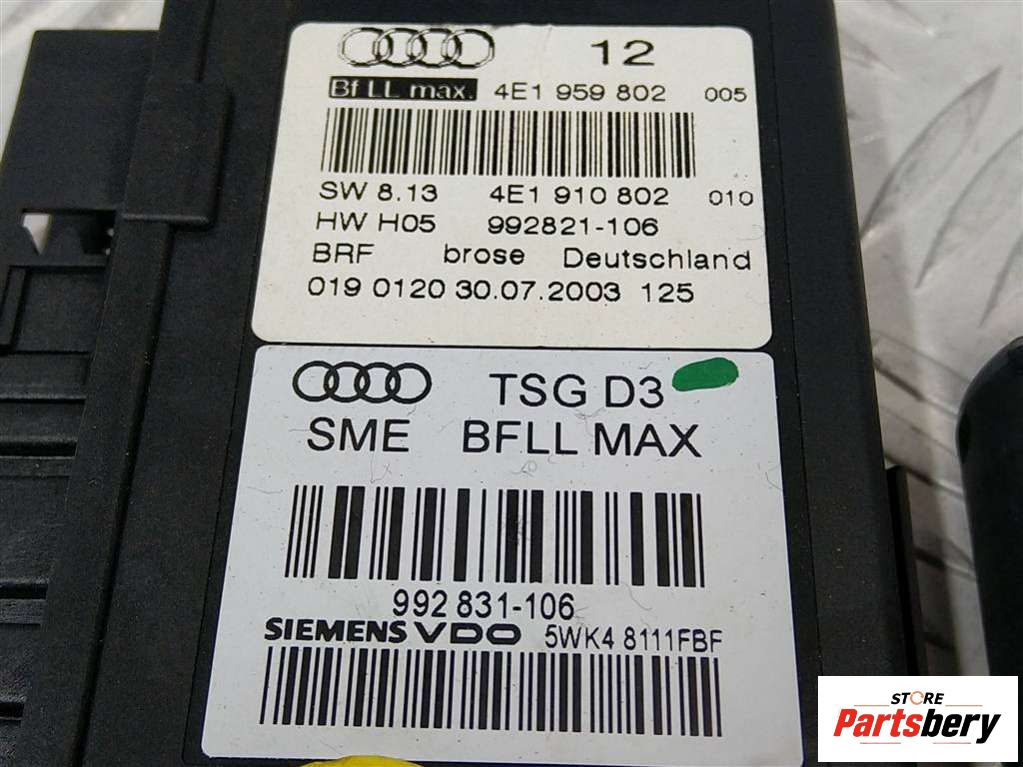 12
Bf LL max. 4E1 959 802 005
SW 8.13 4E1 910 802 010
HW H05 992821-106
BRF brose Deutschland
019 0120 30.07.2003 125
TSG D3
SME BFLL MAX
992 831-106
SIEMENS VDO 5WK4 8111FBF
STORE
Partsbery